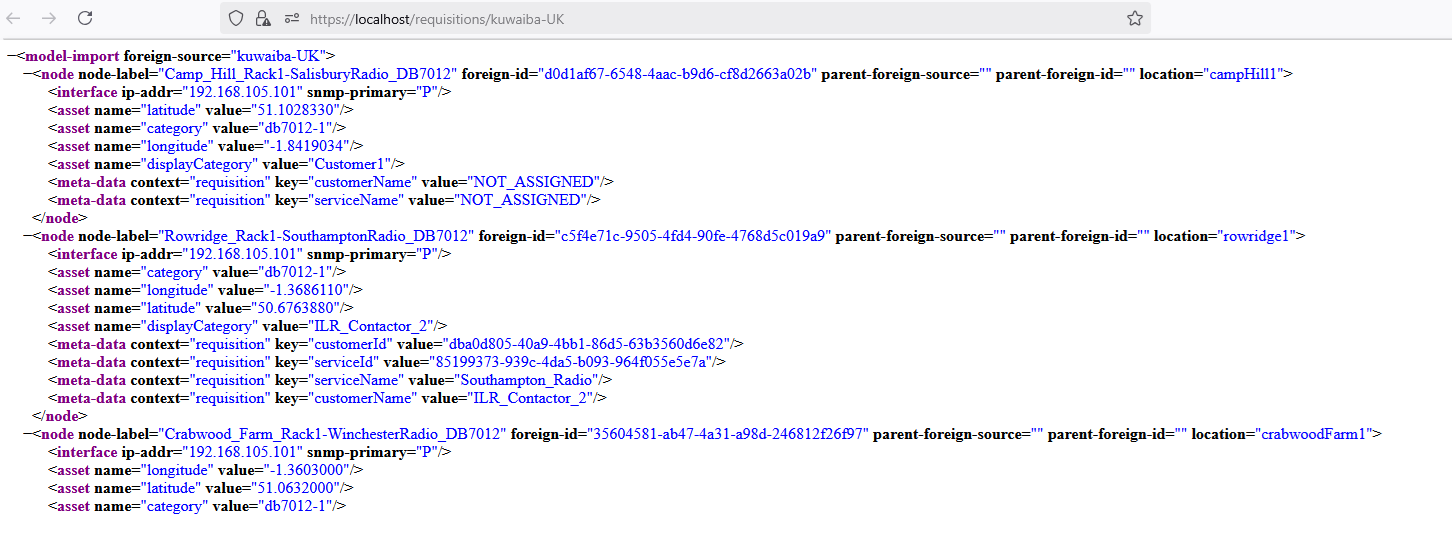 https://localhost/requisitions/kuwaiba-UK
−<model-import foreign-source="kuwaiba-UK">
−<node node-label="Camp_Hill_Rack1-SalisburyRadio_DB7012" foreign-id="d0d1af67-6548-4aac-b9d6-cf8d2663a02b" parent-foreign-source="" parent-foreign-id="" location="campHill1">
<interface ip-addr="192.168.105.101" snmp-primary="P"/>
<asset name="latitude" value="51.1028330"/>
<asset name="category" value="db7012-1"/>
<asset name="longitude" value="-1.8419034"/>
<asset name="displayCategory" value="Customer1"/>
<meta-data context="requisition" key="customerName" value="NOT_ASSIGNED"/>
<meta-data context="requisition" key="serviceName" value="NOT_ASSIGNED"/>
</node>
−<node node-label="Rowridge_Rack1-SouthamptonRadio_DB7012" foreign-id="c5f4e71c-9505-4fd4-90fe-4768d5c019a9" parent-foreign-source="" parent-foreign-id="" location="rowridge1">
<interface ip-addr="192.168.105.101" snmp-primary="P"/>
<asset name="category" value="db7012-1"/>
<asset name="longitude" value="-1.3686110"/>
<asset name="latitude" value="50.6763880"/>
<asset name="displayCategory" value="ILR_Contactor_2"/>
<meta-data context="requisition" key="customerId" value="dba0d805-40a9-4bb1-86d5-63b3560d6e82"/>
<meta-data context="requisition" key="serviceId" value="85199373-939c-4da5-b093-964f055e5e7a"/>
<meta-data context="requisition" key="serviceName" value="Southampton_Radio"/>
<meta-data context="requisition" key="customerName" value="ILR_Contactor_2"/>
</node>
−<node node-label="Crabwood_Farm_Rack1-WinchesterRadio_DB7012" foreign-id="35604581-ab47-4a31-a98d-246812f26f97" parent-foreign-source="" parent-foreign-id="" location="crabwoodFarm1">
<interface ip-addr="192.168.105.101" snmp-primary="P"/>
<asset name="longitude" value="-1.3603000"/>
<asset name="latitude" value="51.0632000"/>
<asset name="category" value="db7012-1"/>